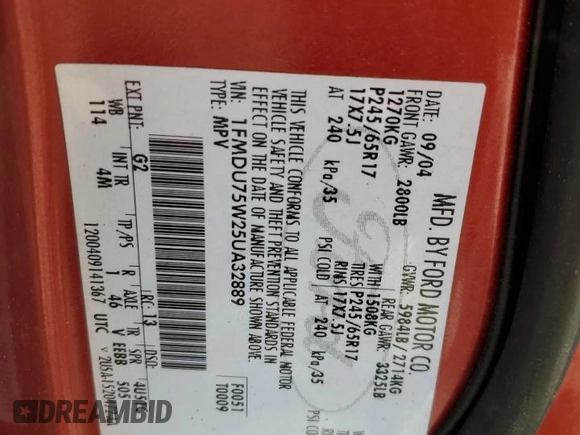 MFD. BY FORD MOTOR CO.
DATE: 09/04 GVWR: 5984LB/2714KG
FRONT GAWR: 2800LB REAR GAWR: 3325LB
1270KG WITH 1508KG
P245/65R17 TIRES P245/65R17
17X7.5J RIMS 17X7.5J
AT 240 kPa/35 PSI COLD AT 240 kPa/35 PSI CO
THIS VEHICLE CONFORMS TO ALL APPLICABLE FEDERAL MOTOR
VEHICLE SAFETY AND THEFT PREVENTION STANDARDS IN
EFFECT ON THE DATE OF MANUFACTURE SHOWN ABOVE.
VIN: 1FMDU75W25UA32889 F0051
TYPE: MPV T0009
EXT PNT: G2 RC: 13 DSO:
WB INT TR TP/PS R AXLE TR SPR
114 4M 1 46 V EEBB 505
1200409141367 UTC
DREAMBID